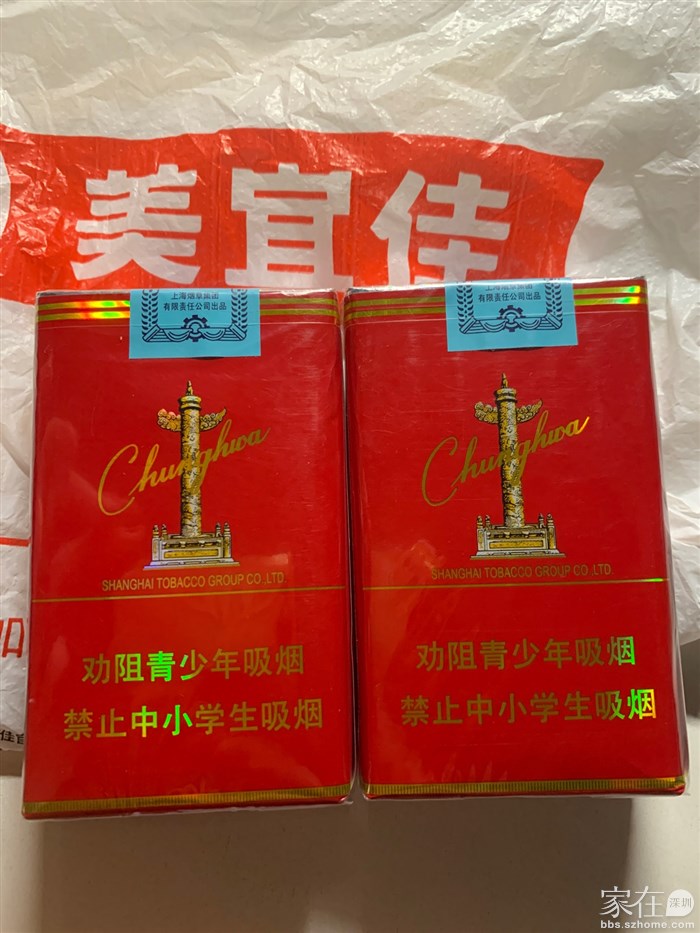 美宜佳
上海烟草集团
有限责任公司出品
Chunghwa
SHANGHAI TOBACCO GROUP CO.,LTD.
劝阻青少年吸烟
禁止中小学生吸烟
上海烟草集团
有限责任公司出品
Chunghwa
SHANGHAI TOBACCO GROUP CO.,LTD.
劝阻青少年吸烟
禁止中小学生吸烟
家在深圳
bbs.szhome.com